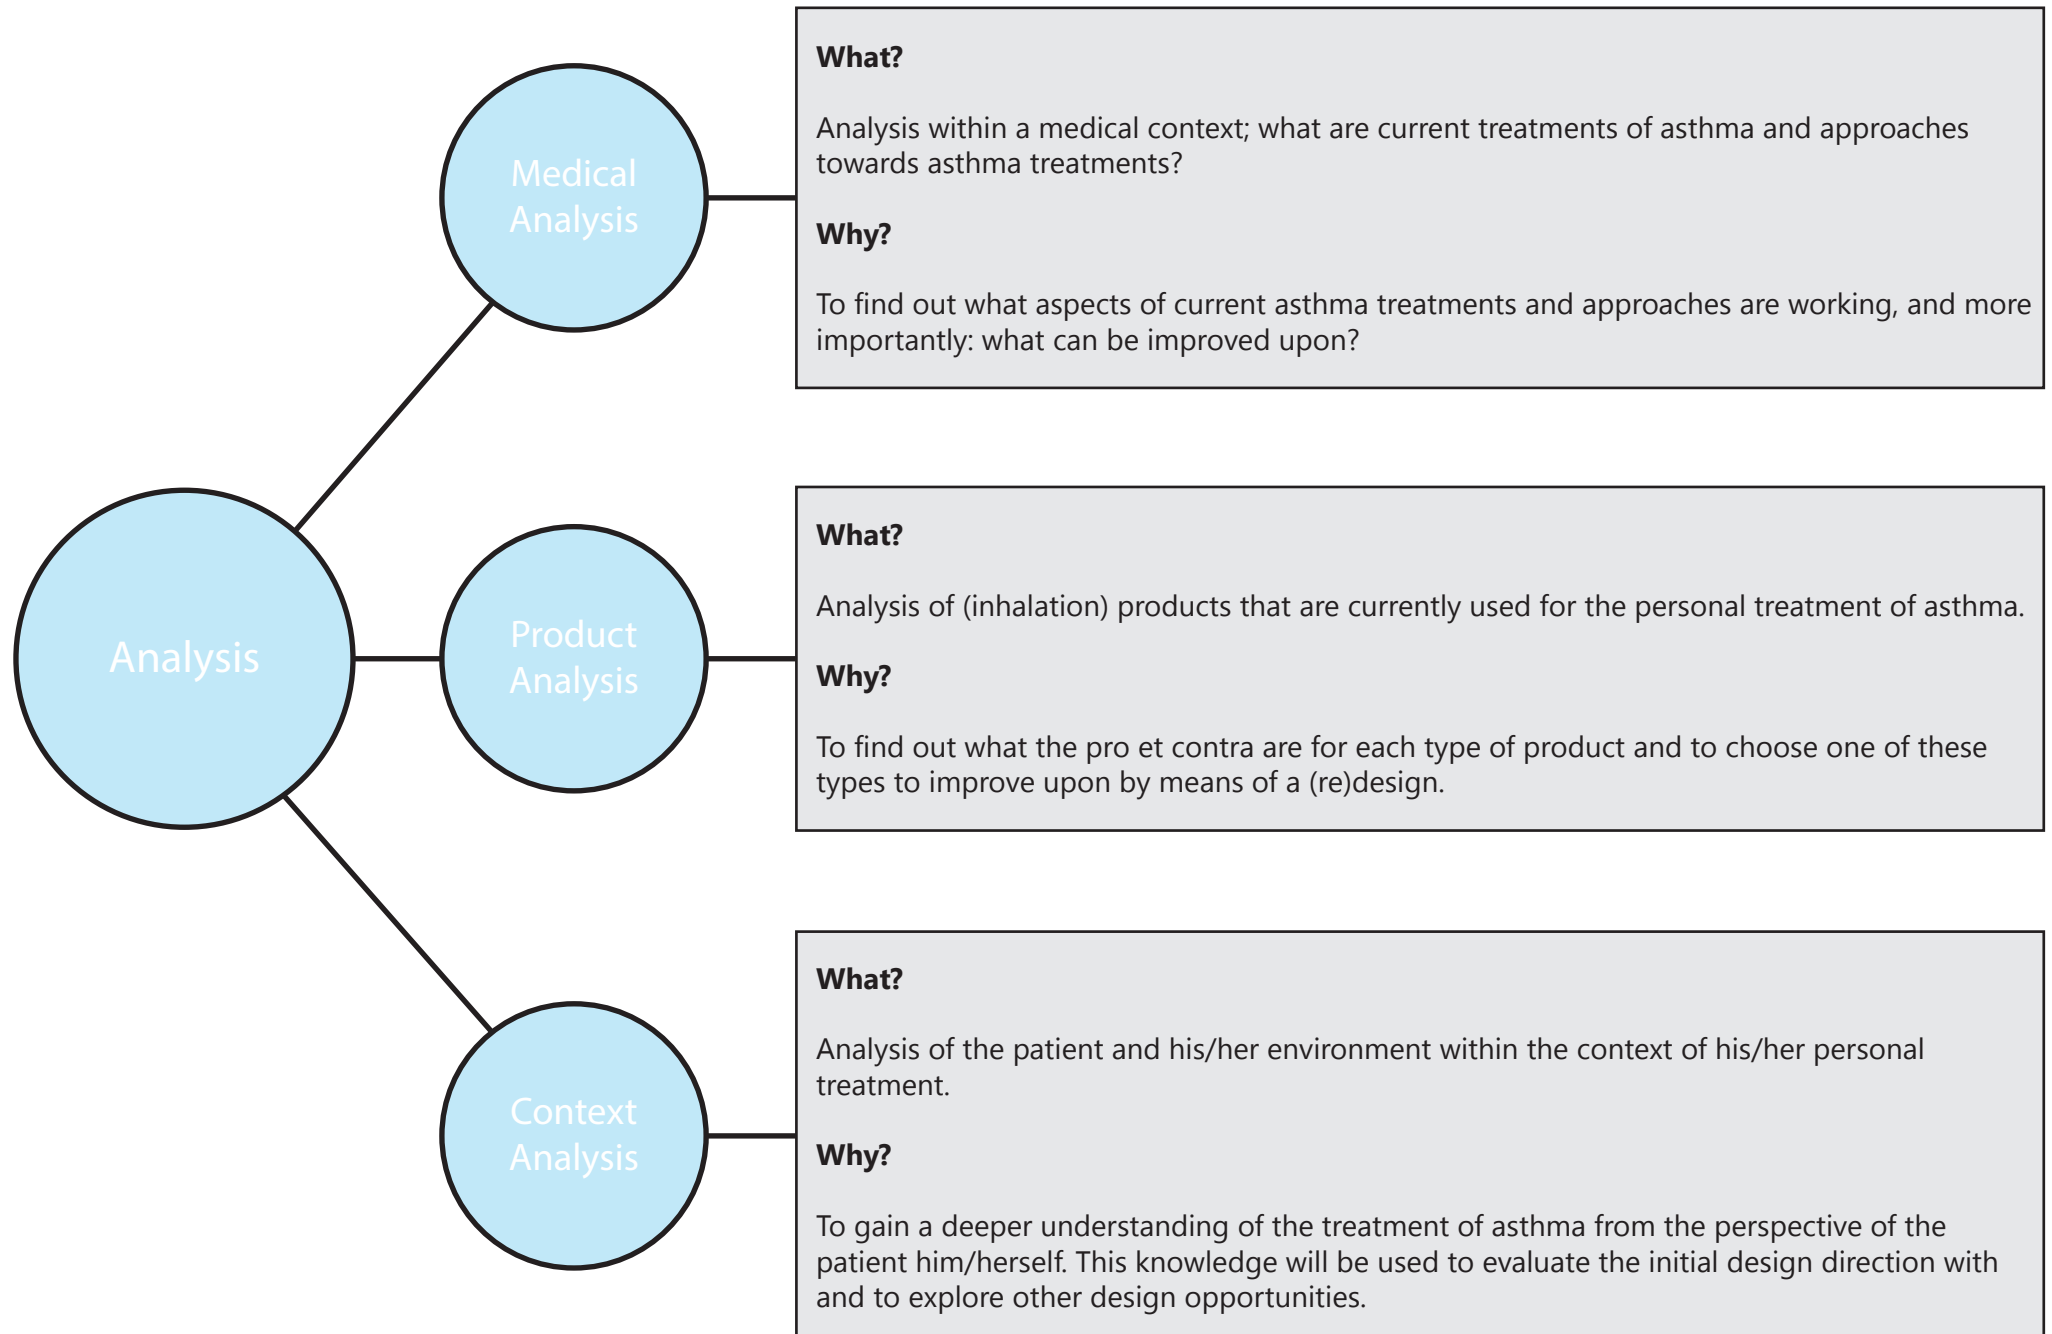 Medical
Analysis
What?
Analysis within a medical context; what are current treatments of asthma and approaches
towards asthma treatments?
Why?
To find out what aspects of current asthma treatments and approaches are working, and more
importantly: what can be improved upon?
Analysis
Product
Analysis
What?
Analysis of (inhalation) products that are currently used for the personal treatment of asthma.
Why?
To find out what the pro et contra are for each type of product and to choose one of these
types to improve upon by means of a (re)design.
Context
Analysis
What?
Analysis of the patient and his/her environment within the context of his/her personal
treatment.
Why?
To gain a deeper understanding of the treatment of asthma from the perspective of the
patient him/herself. This knowledge will be used to evaluate the initial design direction with
and to explore other design opportunities.